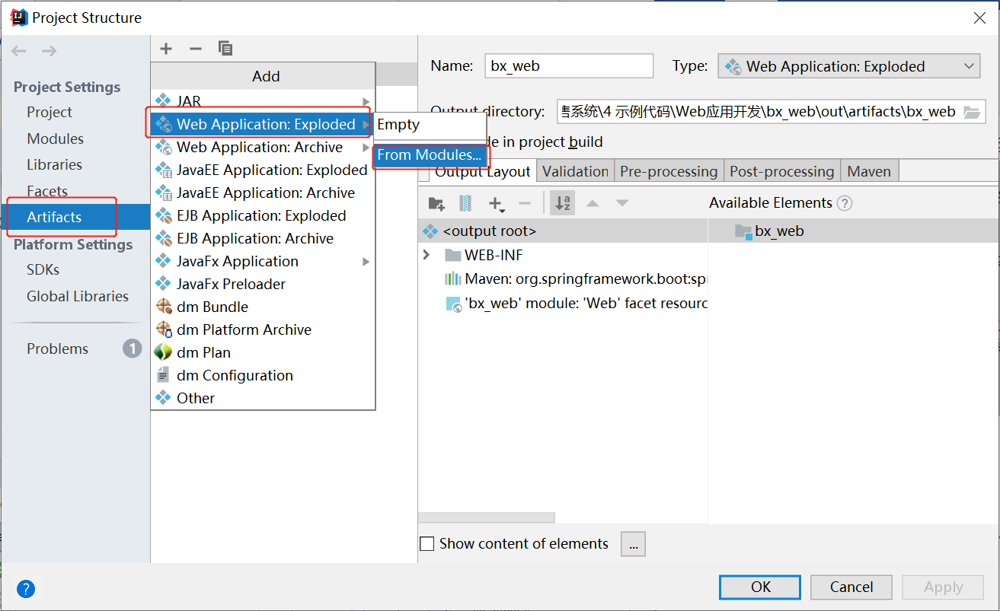 Project Structure
Project Settings
Project
Modules
Libraries
Facets
Artifacts
Platform Settings
SDKs
Global Libraries
Problems
1
Add
JAR
Web Application: Exploded
Web Application: Archive
JavaEE Application: Exploded
JavaEE Application: Archive
EJB Application: Exploded
EJB Application: Archive
JavaFx Application
JavaFx Preloader
dm Bundle
dm Platform Archive
dm Plan
dm Configuration
Other
Empty
From Modules...
Name:
bx_web
Type:
Web Application: Exploded
Output directory:
系统\4 示例代码\Web应用开发\bx_web\out\artifacts\bx_web
in project build
Output Layout
Validation
Pre-processing
Post-processing
Maven
Available Elements
?
<output root>
WEB-INF
Maven: org.springframework.boot:spr
'bx_web' module: 'Web' facet resourc
bx_web
Show content of elements
...
?
OK
Cancel
Apply